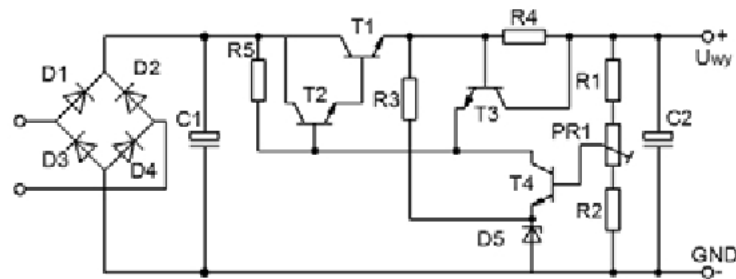 T1
R4
+
Uwy
D1
D2
R5
T2
R3
T3
R1
C1
PR1
C2
D3
D4
T4
R2
D5
GND
-